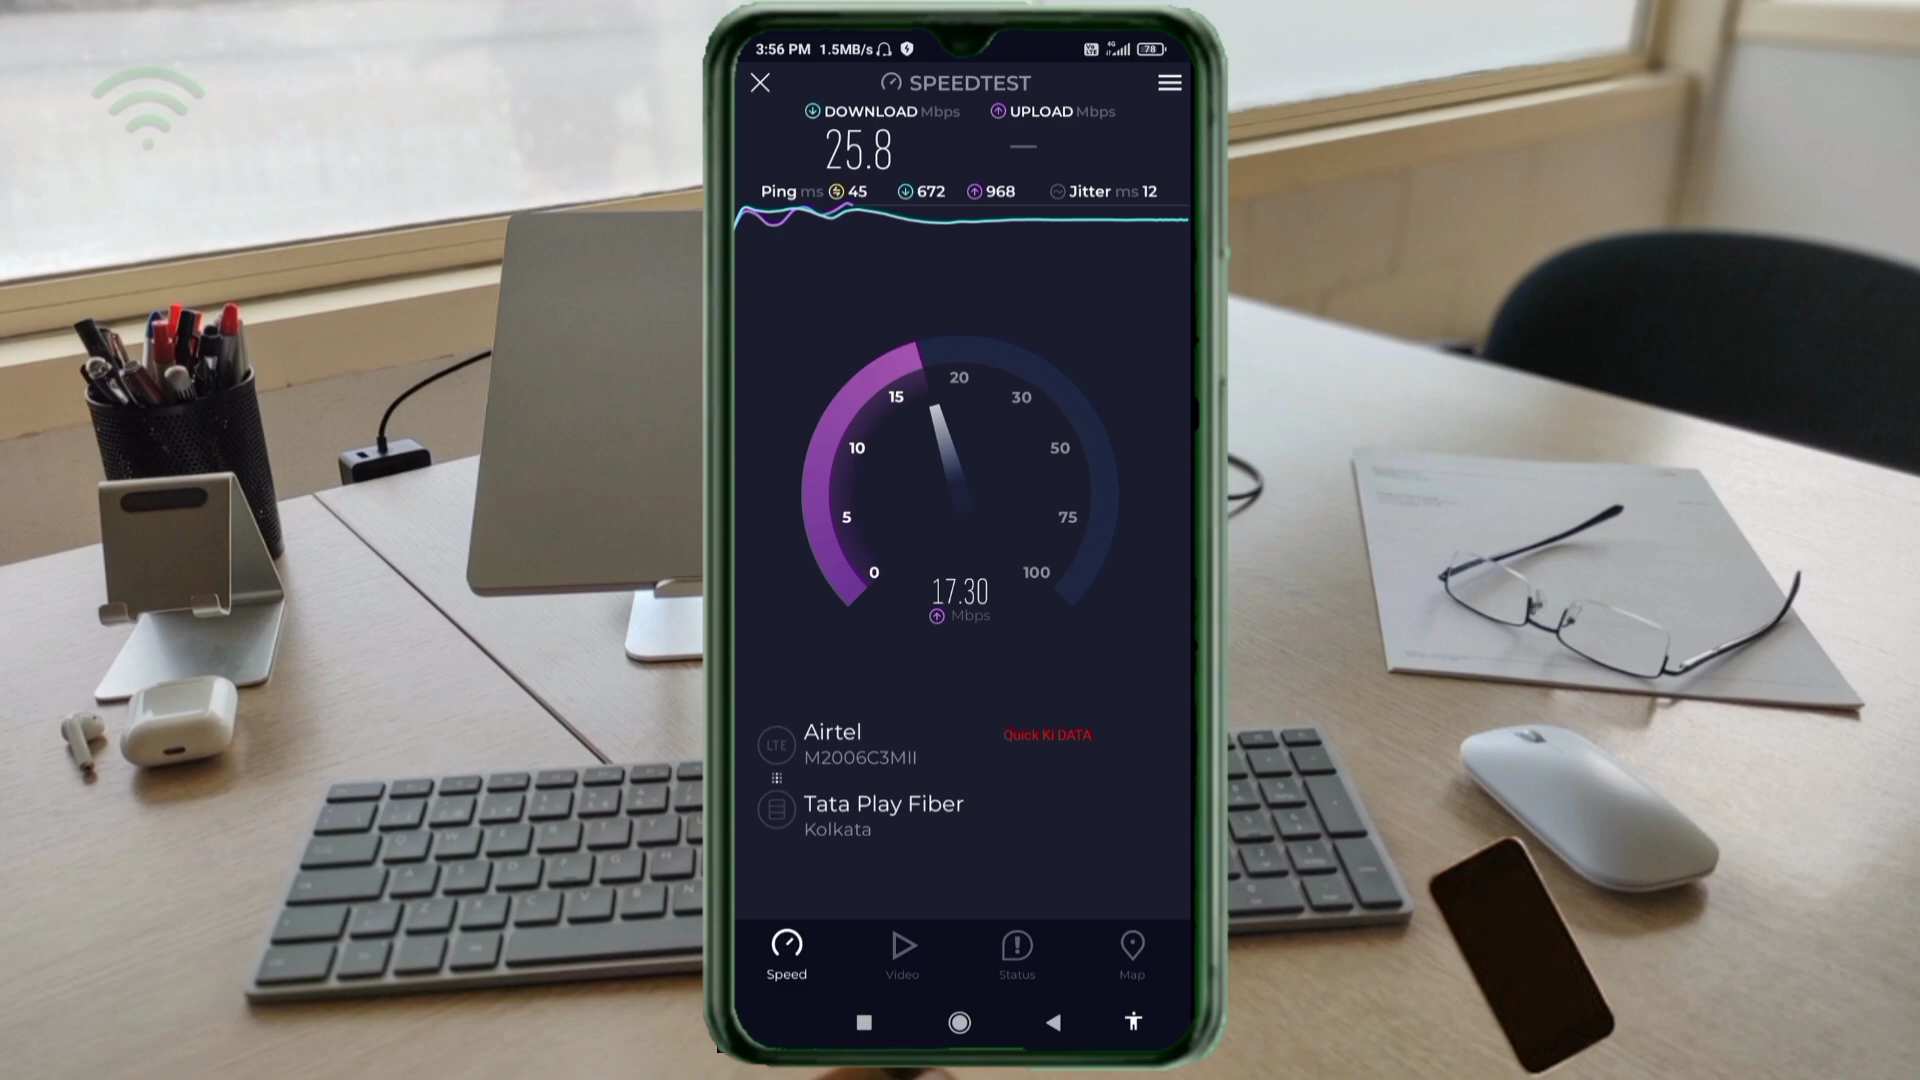 3:56 PM 1.5MB/s 4G 78
SPEEDTEST
DOWNLOAD Mbps UPLOAD Mbps
25.8 —
Ping ms 45 672 968 Jitter ms 12
20
15 30
10 50
5 75
0 100
17.30
Mbps
Airtel
LTE
Quick Ki DATA
M2006C3MII
Tata Play Fiber
Kolkata
Speed Video Status Map